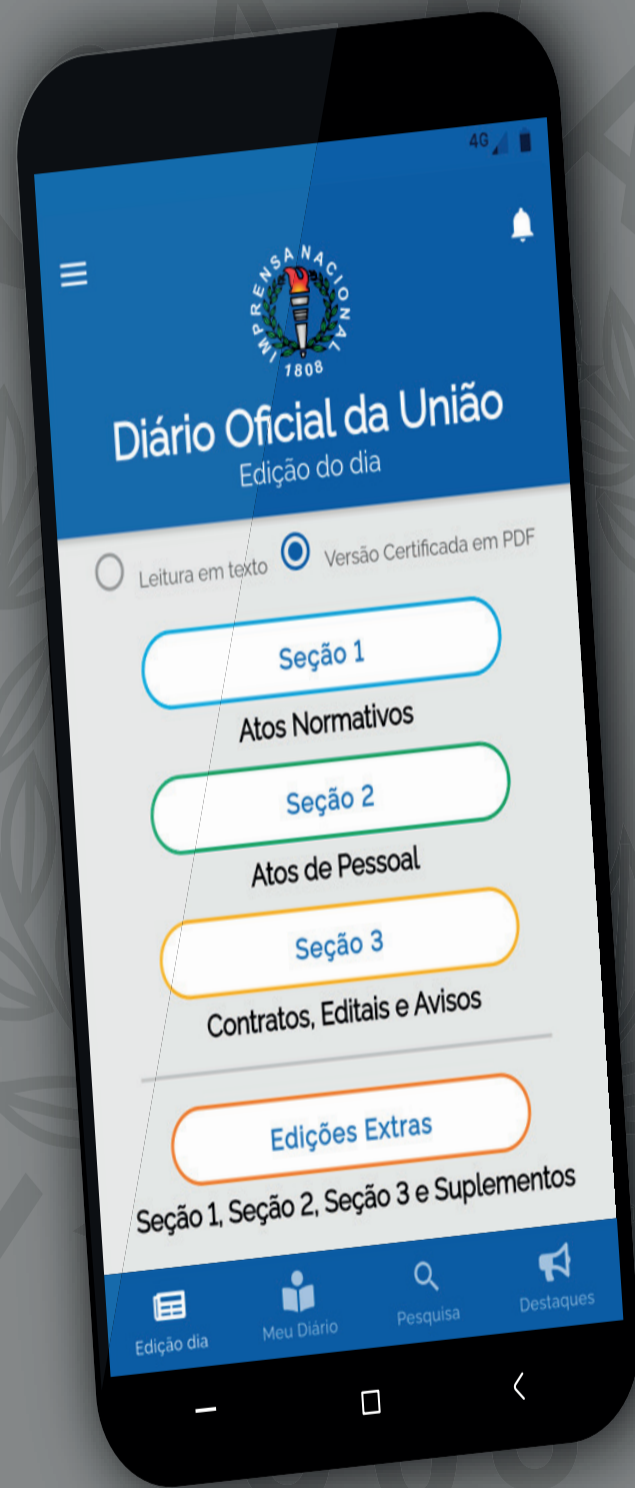 4G
IMPRENSA NACIONAL
1808
Diário Oficial da União
Edição do dia
Leitura em texto Versão Certificada em PDF
Seção 1
Atos Normativos
Seção 2
Atos de Pessoal
Seção 3
Contratos, Editais e Avisos
Edições Extras
Seção 1, Seção 2, Seção 3 e Suplementos
Edição dia Meu Diário Pesquisa Destaques